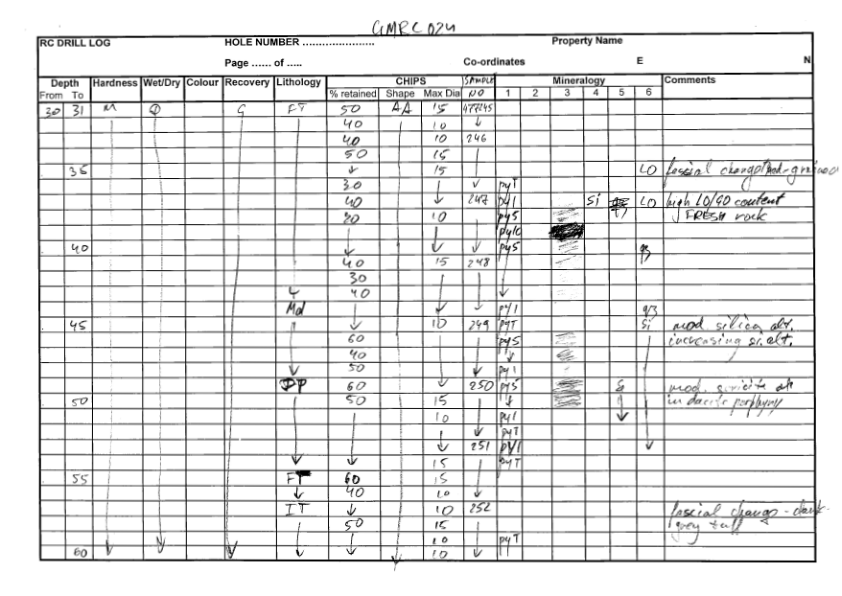 GMRC 024
RC DRILL LOG HOLE NUMBER ...................... Property Name
Page ...... of ..... Co-ordinates E N
Depth Hardness Wet/Dry Colour Recovery Lithology CHIPS SAMPLE Mineralogy Comments
From To % retained Shape Max Dia NO 1 2 3 4 5 6
30 31 M D G FT 50 AA 15 477245
40 10
40 10 246
50 15
35 15 LO fascial change
30 pyT
40 247 py1 Si LO high LO/GO content
30 10 py5 FRESH rock
py10
40 py5
40 15 248
30
40
Md py1
45 10 249 pyT Si mod silica alt.
60 py5 increasing sr. alt.
40
50 py1
DP 60 250 py5 mod. sericite alt
50 50 15 in dacite porphyry
10 py1
pyT
251 py1
15 pyT
55 FT 60 15
40 10
IT 10 252 fascial change - dark
50 15 grey tuff
10 pyT
60 10